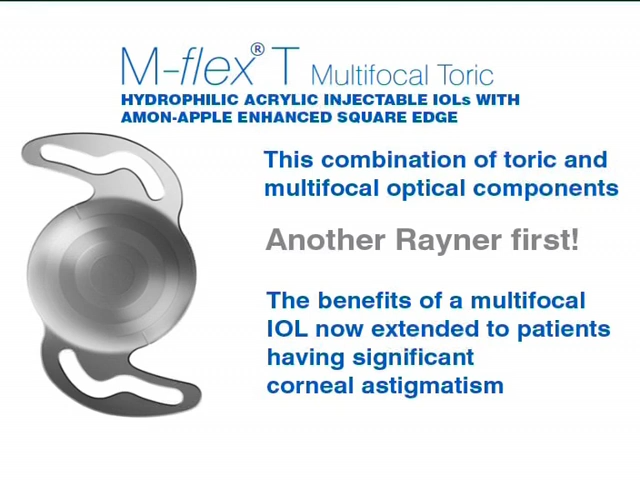 M-flex® T Multifocal Toric
HYDROPHILIC ACRYLIC INJECTABLE IOLs WITH
AMON-APPLE ENHANCED SQUARE EDGE
This combination of toric and
multifocal optical components
Another Rayner first!
The benefits of a multifocal
IOL now extended to patients
having significant
corneal astigmatism